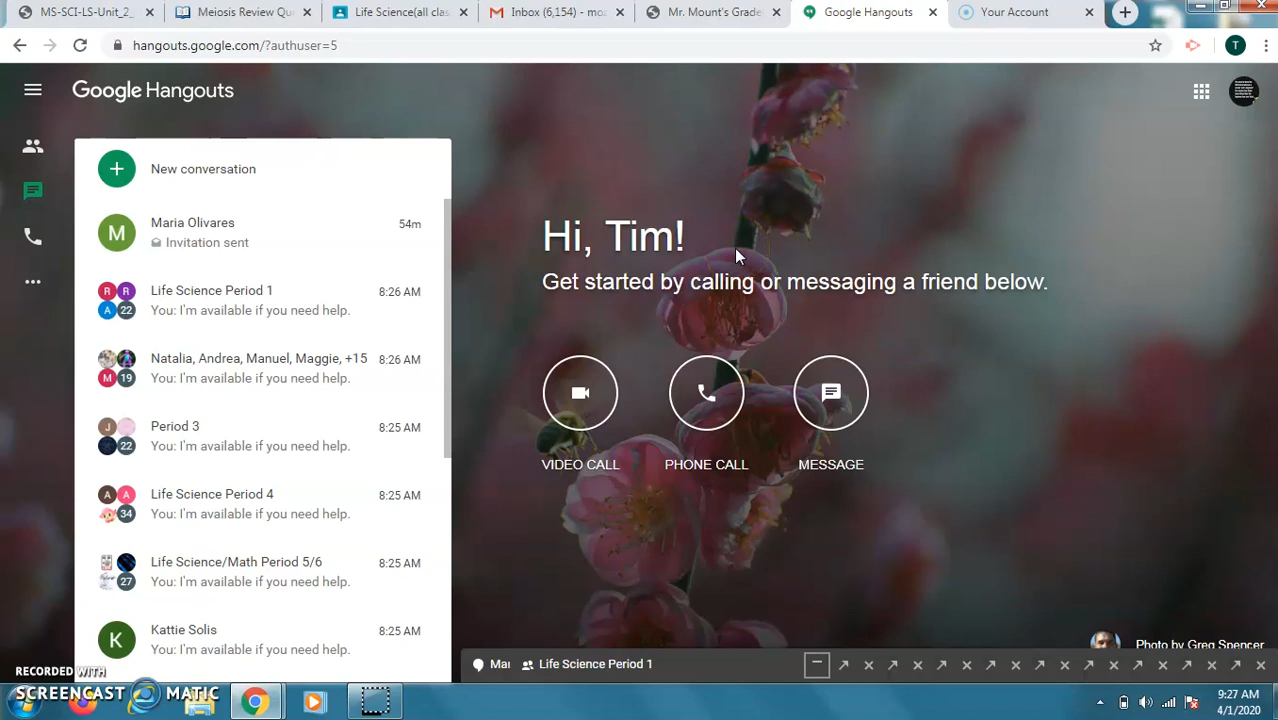 MS-SCI-LS-Unit_2_
Meiosis Review Qu
Life Science(all clas
Inbox (6,154) - mo
Mr. Mount's Grade
Google Hangouts
Your Account
hangouts.google.com/?authuser=5
T
Google Hangouts
New conversation
M
Maria Olivares
54m
Invitation sent
R R A 22
Life Science Period 1
8:26 AM
You: I'm available if you need help.
M 19
Natalia, Andrea, Manuel, Maggie, +15
8:26 AM
You: I'm available if you need help.
J 22
Period 3
8:25 AM
You: I'm available if you need help.
A A 34
Life Science Period 4
8:25 AM
You: I'm available if you need help.
27
Life Science/Math Period 5/6
8:25 AM
You: I'm available if you need help.
K
Kattie Solis
8:25 AM
You: I'm available if you need help.
Hi, Tim!
Get started by calling or messaging a friend below.
VIDEO CALL PHONE CALL MESSAGE
Photo by Greg Spencer
Mar Life Science Period 1
RECORDED WITH
SCREENCAST MATIC
9:27 AM
4/1/2020